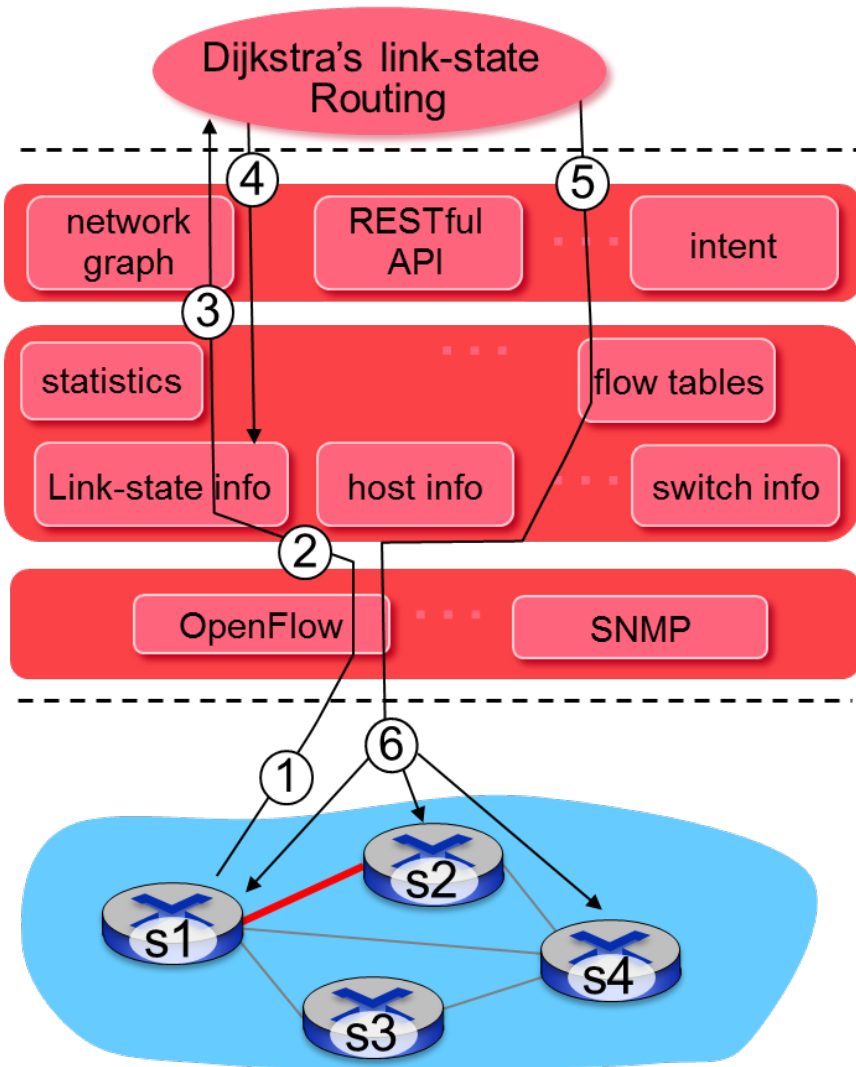 Dijkstra's link-state
Routing
4
5
network
graph
RESTful
API
intent
3
statistics
flow tables
Link-state info
host info
switch info
2
OpenFlow
SNMP
1
6
s2
s1
s4
s3